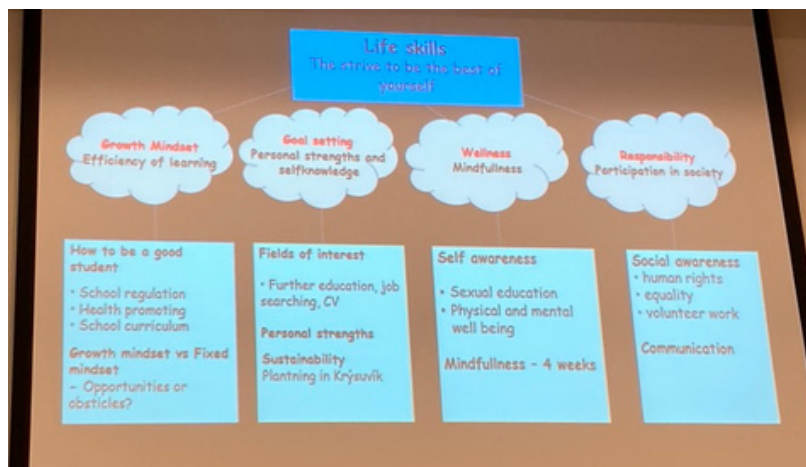 Life skills
The strive to be the best of
yourself
Growth Mindset
Efficiency of learning
Goal setting
Personal strengths and
selfknowledge
Wellness
Mindfullness
Responsibility
Participation in society
How to be a good
student
• School regulation
• Health promoting
• School curriculum
Growth mindset vs Fixed
mindset
– Opportunities or
obsticles?
Fields of interest
• Further education, job
searching, CV
Personal strengths
Sustainability
Plantning in Krýsuvík
Self awareness
• Sexual education
• Physical and mental
well being
Mindfullness – 4 weeks
Social awareness
• human rights
• equality
• volunteer work
Communication